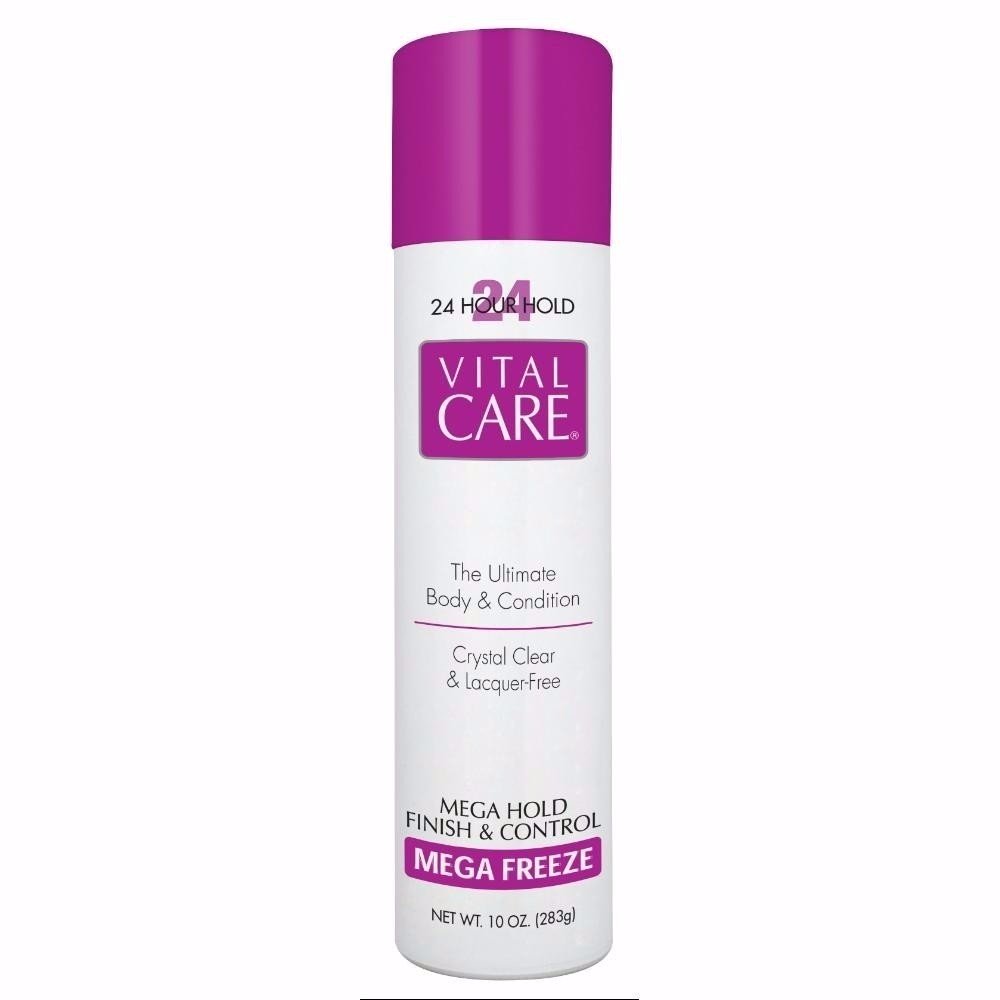 24
24 HOUR HOLD
VITAL
CARE®
The Ultimate
Body & Condition
Crystal Clear
& Lacquer-Free
MEGA HOLD
FINISH & CONTROL
MEGA FREEZE
NET WT. 10 OZ. (283g)